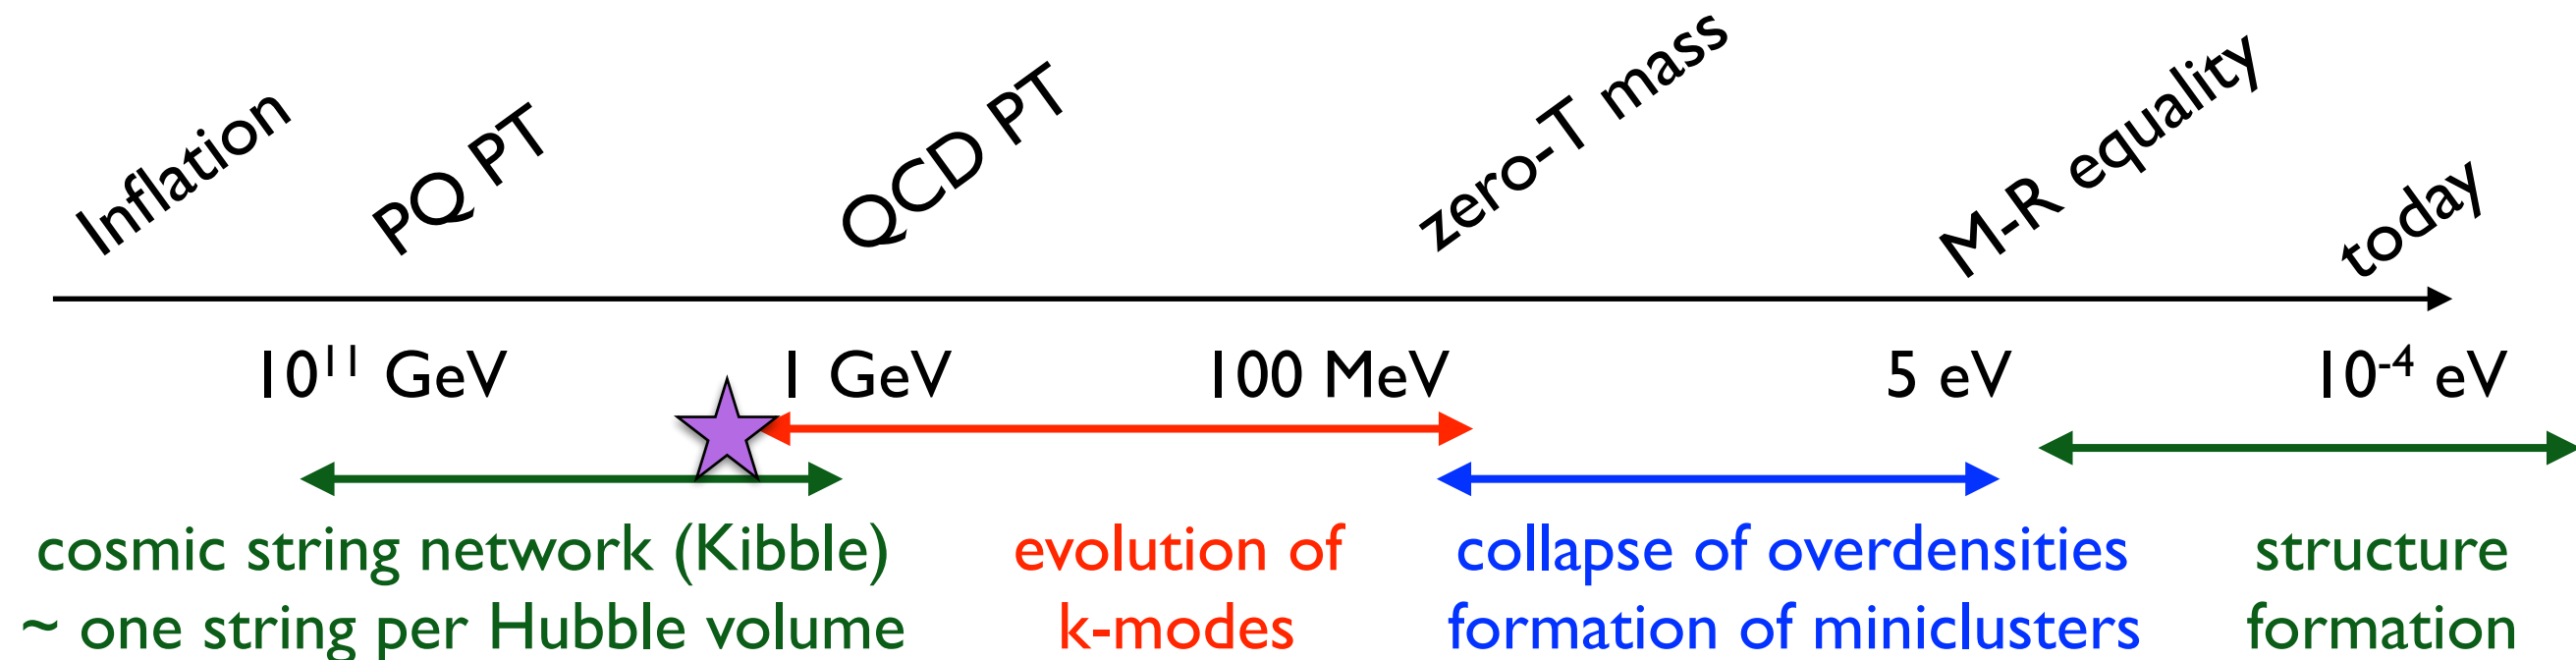 Inflation
PQ PT
QCD PT
zero-T mass
M-R equality
today
10¹¹ GeV
1 GeV
100 MeV
5 eV
10⁻⁴ eV
cosmic string network (Kibble)
~ one string per Hubble volume
evolution of
k-modes
collapse of overdensities
formation of miniclusters
structure
formation